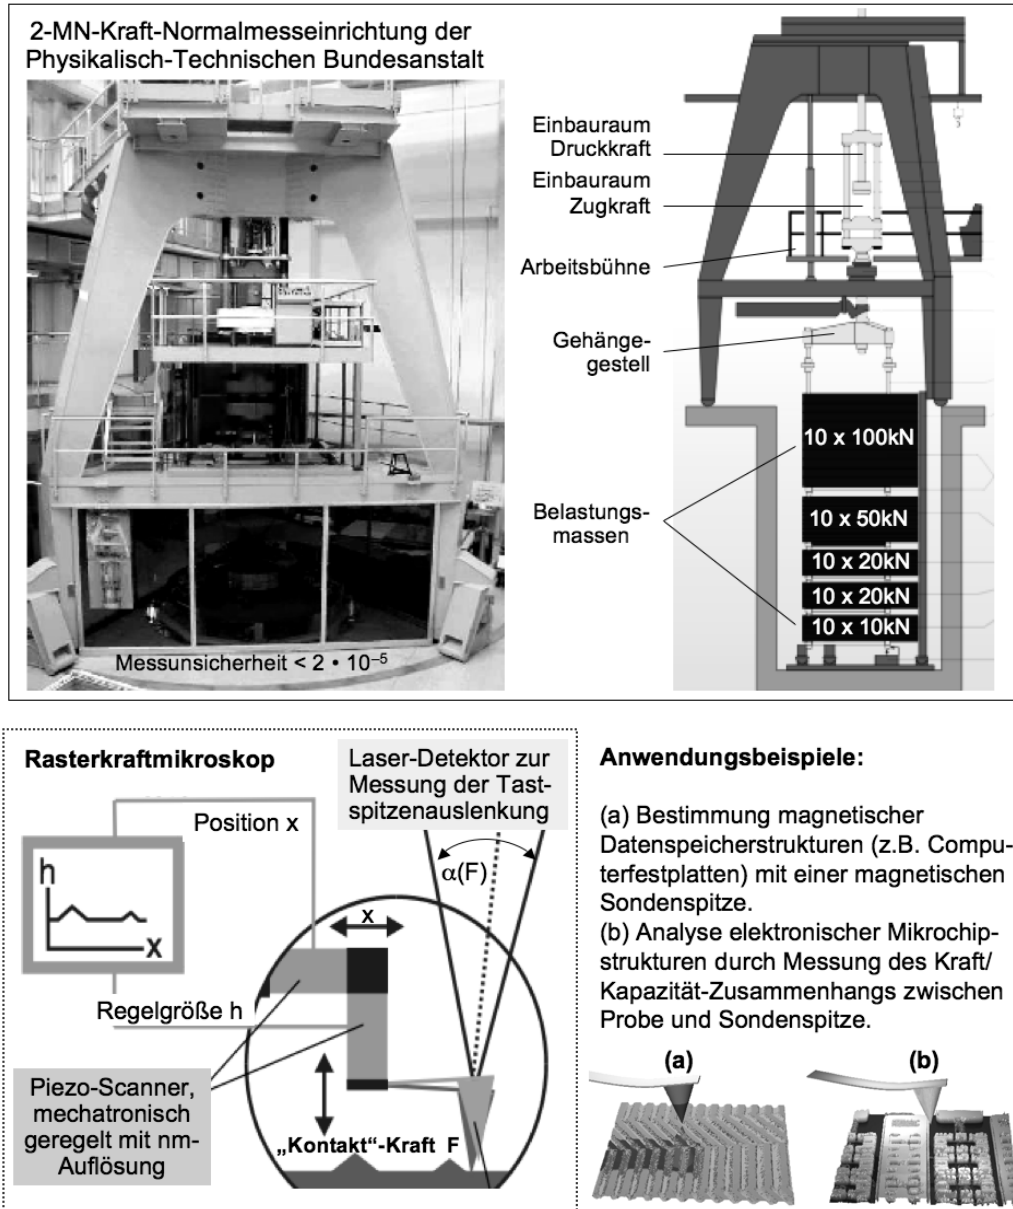 2-MN-Kraft-Normalmesseinrichtung der
Physikalisch-Technischen Bundesanstalt
Messunsicherheit < 2 • 10⁻⁵
Einbauraum
Druckkraft
Einbauraum
Zugkraft
Arbeitsbühne
Gehänge-
gestell
Belastungs-
massen
10 x 100kN
10 x 50kN
10 x 20kN
10 x 20kN
10 x 10kN
Rasterkraftmikroskop
Laser-Detektor zur
Messung der Tast-
spitzenauslenkung
Position x
α(F)
h
x
x
Regelgröße h
Piezo-Scanner,
mechatronisch
geregelt mit nm-
Auflösung
„Kontakt“-Kraft F
Anwendungsbeispiele:
(a) Bestimmung magnetischer
Datenspeicherstrukturen (z.B. Compu-
terfestplatten) mit einer magnetischen
Sondenspitze.
(b) Analyse elektronischer Mikrochip-
strukturen durch Messung des Kraft/
Kapazität-Zusammenhangs zwischen
Probe und Sondenspitze.
(a)
(b)